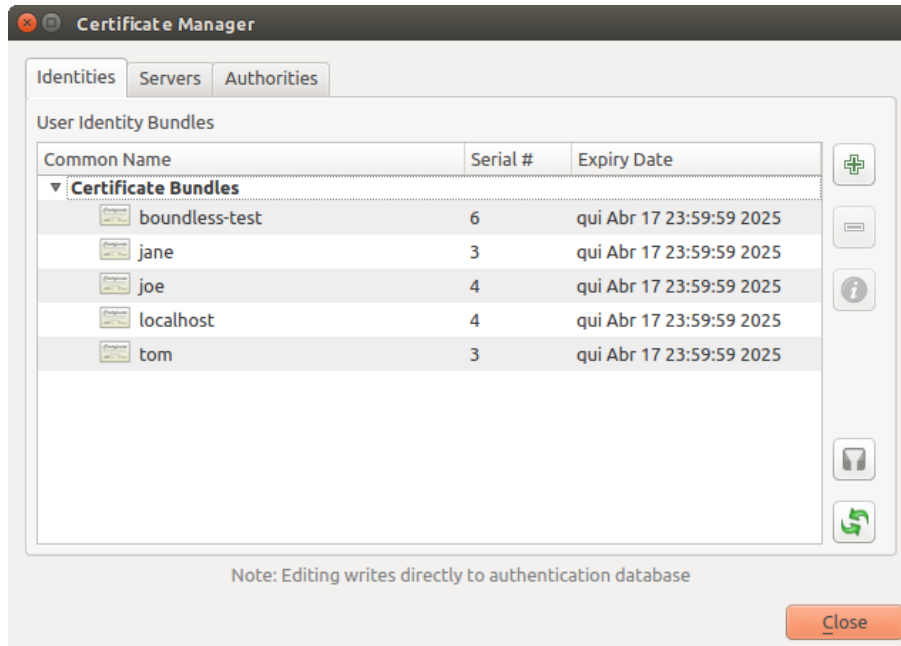 Certificate Manager
Identities Servers Authorities
User Identity Bundles
Common Name Serial # Expiry Date
Certificate Bundles
boundless-test 6 qui Abr 17 23:59:59 2025
jane 3 qui Abr 17 23:59:59 2025
joe 4 qui Abr 17 23:59:59 2025
localhost 4 qui Abr 17 23:59:59 2025
tom 3 qui Abr 17 23:59:59 2025
Note: Editing writes directly to authentication database
Close